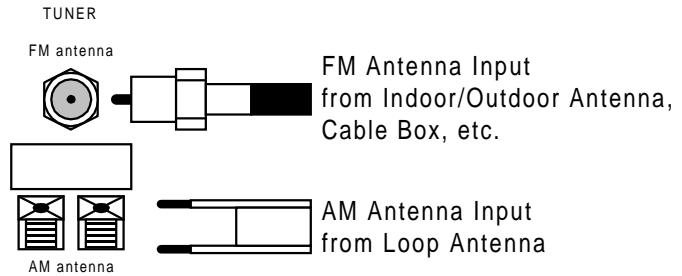 TUNER
FM antenna
FM Antenna Input
from Indoor/Outdoor Antenna,
Cable Box, etc.
AM Antenna Input
from Loop Antenna
AM antenna